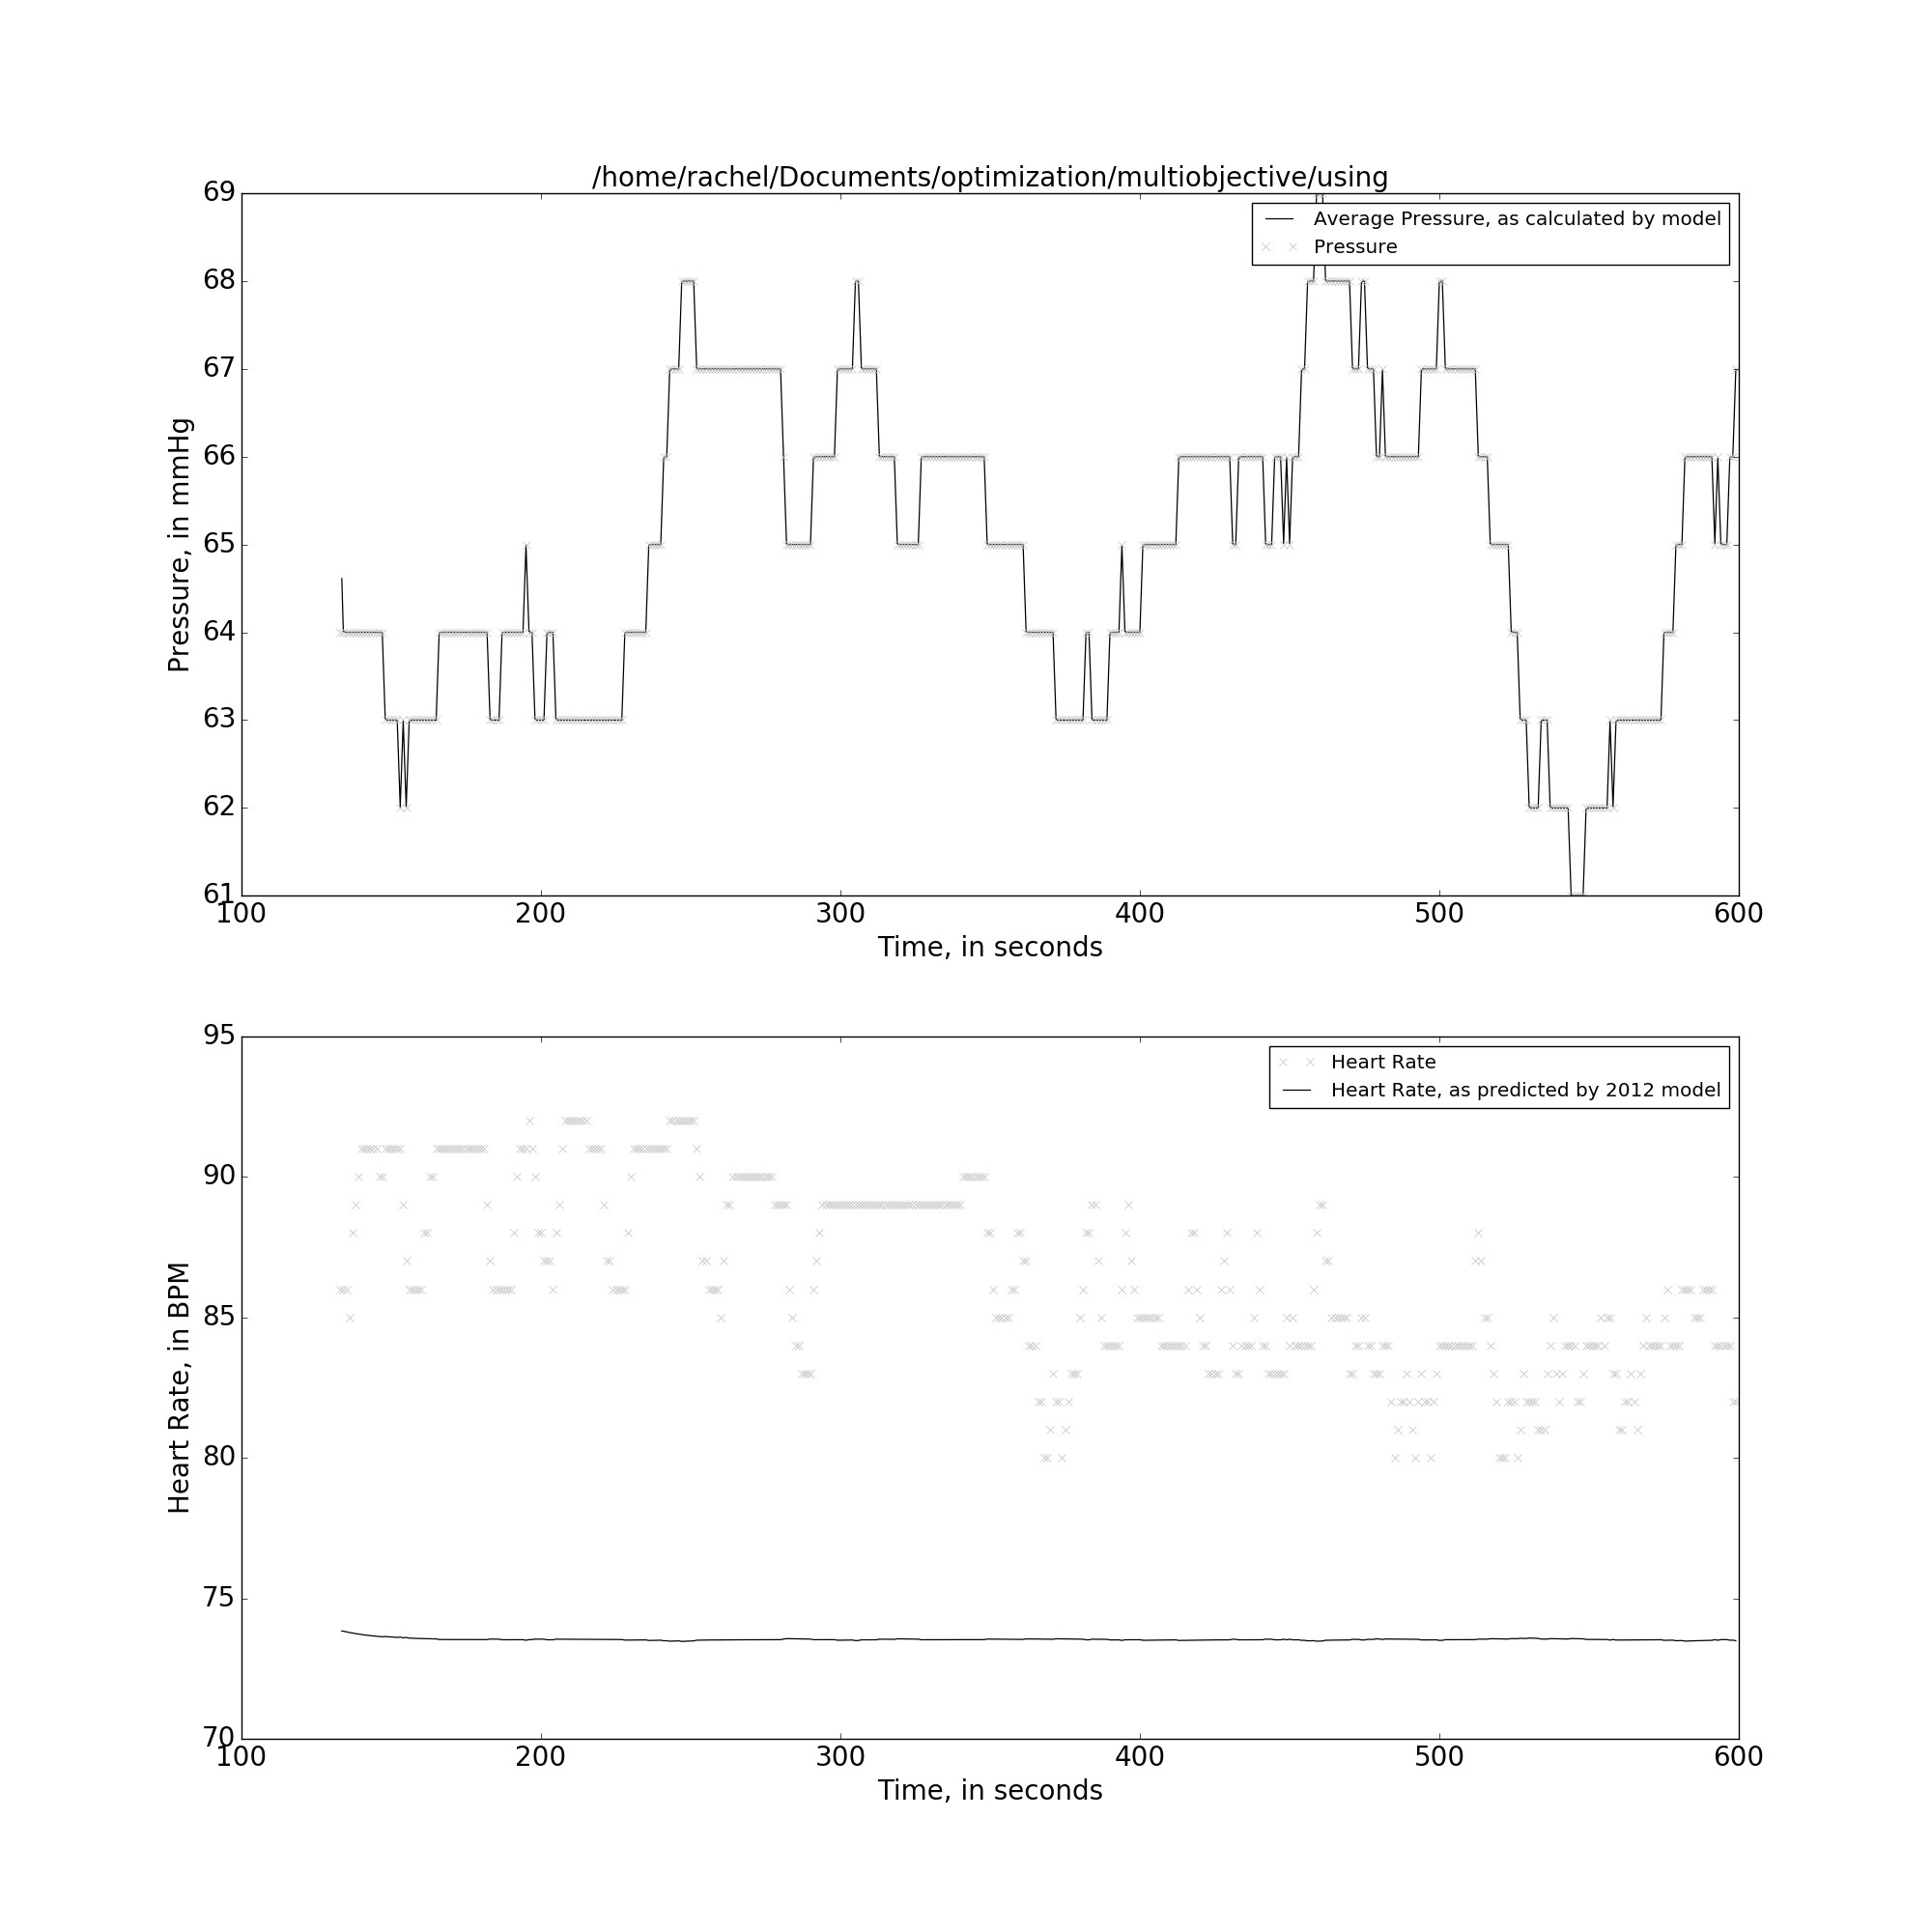 /home/rachel/Documents/optimization/multiobjective/using
69
68
67
66
65
64
63
62
61
Pressure, in mmHg
Average Pressure, as calculated by model
Pressure
100 200 300 400 500 600
Time, in seconds
95
90
85
80
75
70
Heart Rate, in BPM
Heart Rate
Heart Rate, as predicted by 2012 model
100 200 300 400 500 600
Time, in seconds